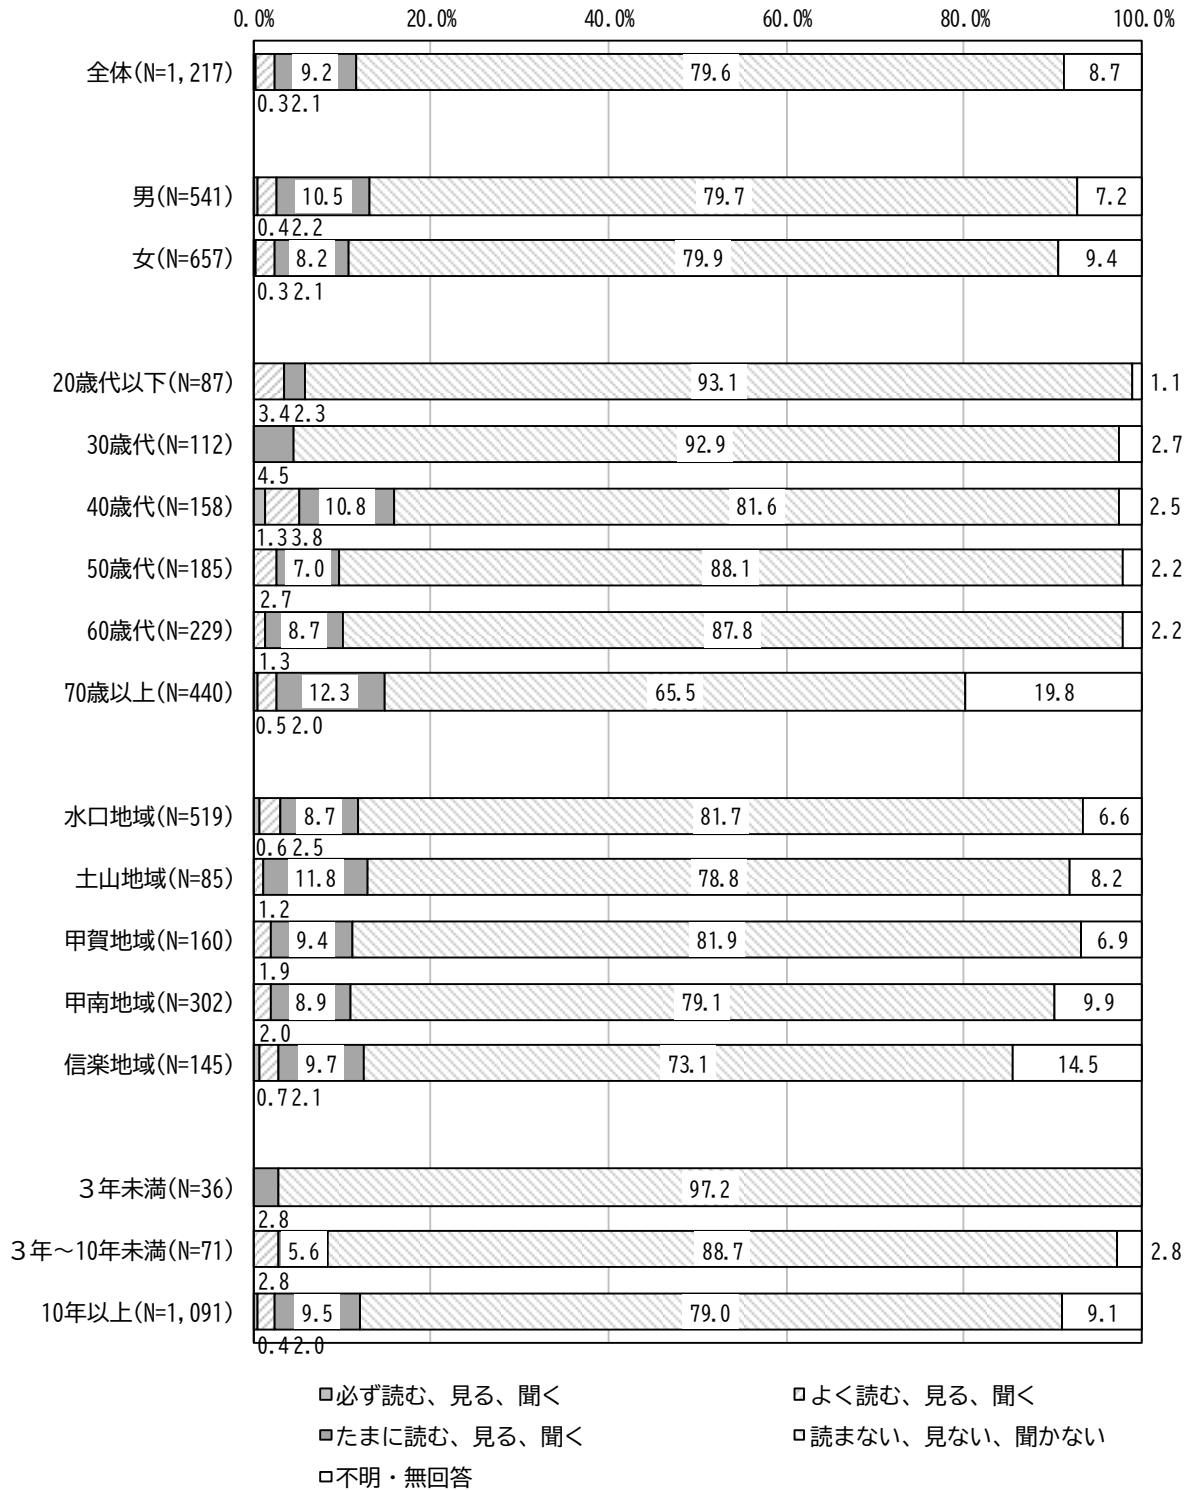 0.0% 20.0% 40.0% 60.0% 80.0% 100.0%
全体(N=1,217) 9.2 79.6 8.7
0.3 2.1
男(N=541) 10.5 79.7 7.2
0.4 2.2
女(N=657) 8.2 79.9 9.4
0.3 2.1
20歳代以下(N=87) 93.1 1.1
3.4 2.3
30歳代(N=112) 92.9 2.7
4.5
40歳代(N=158) 10.8 81.6 2.5
1.3 3.8
50歳代(N=185) 7.0 88.1 2.2
2.7
60歳代(N=229) 8.7 87.8 2.2
1.3
70歳以上(N=440) 12.3 65.5 19.8
0.5 2.0
水口地域(N=519) 8.7 81.7 6.6
0.6 2.5
土山地域(N=85) 11.8 78.8 8.2
1.2
甲賀地域(N=160) 9.4 81.9 6.9
1.9
甲南地域(N=302) 8.9 79.1 9.9
2.0
信楽地域(N=145) 9.7 73.1 14.5
0.7 2.1
３年未満(N=36) 97.2
2.8
３年～10年未満(N=71) 5.6 88.7 2.8
2.8
10年以上(N=1,091) 9.5 79.0 9.1
0.4 2.0
必ず読む、見る、聞く よく読む、見る、聞く
たまに読む、見る、聞く 読まない、見ない、聞かない
不明・無回答